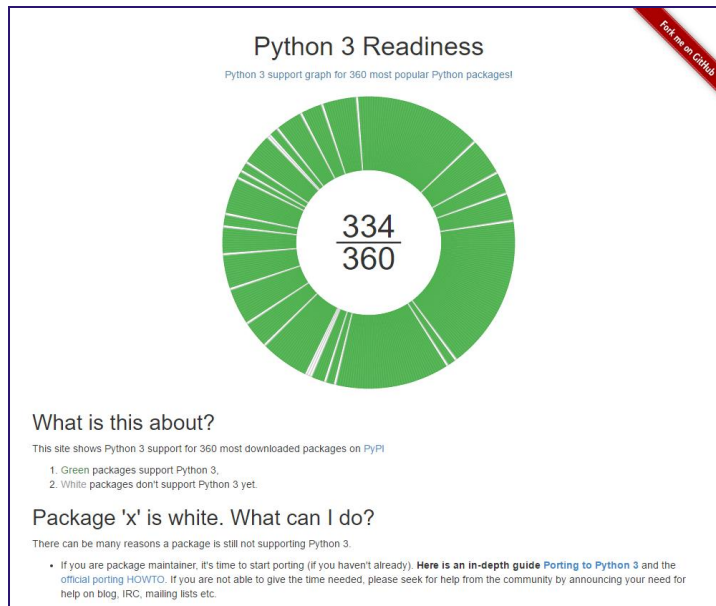 Python 3 Readiness
Fork me on GitHub
Python 3 support graph for 360 most popular Python packages!
334
360
What is this about?
This site shows Python 3 support for 360 most downloaded packages on PyPI
1. Green packages support Python 3,
2. White packages don't support Python 3 yet.
Package 'x' is white. What can I do?
There can be many reasons a package is still not supporting Python 3.
• If you are package maintainer, it's time to start porting (if you haven't already). Here is an in-depth guide Porting to Python 3 and the
official porting HOWTO. If you are not able to give the time needed, please seek for help from the community by announcing your need for
help on blog, IRC, mailing lists etc.